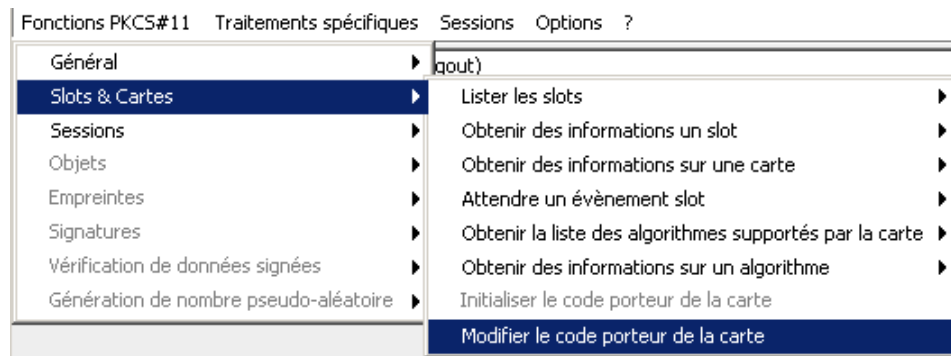 Fonctions PKCS#11 Traitements spécifiques Sessions Options ?
Général
Slots & Cartes
Sessions
Objets
Empreintes
Signatures
Vérification de données signées
Génération de nombre pseudo-aléatoire
gout)
Lister les slots
Obtenir des informations un slot
Obtenir des informations sur une carte
Attendre un évènement slot
Obtenir la liste des algorithmes supportés par la carte
Obtenir des informations sur un algorithme
Initialiser le code porteur de la carte
Modifier le code porteur de la carte